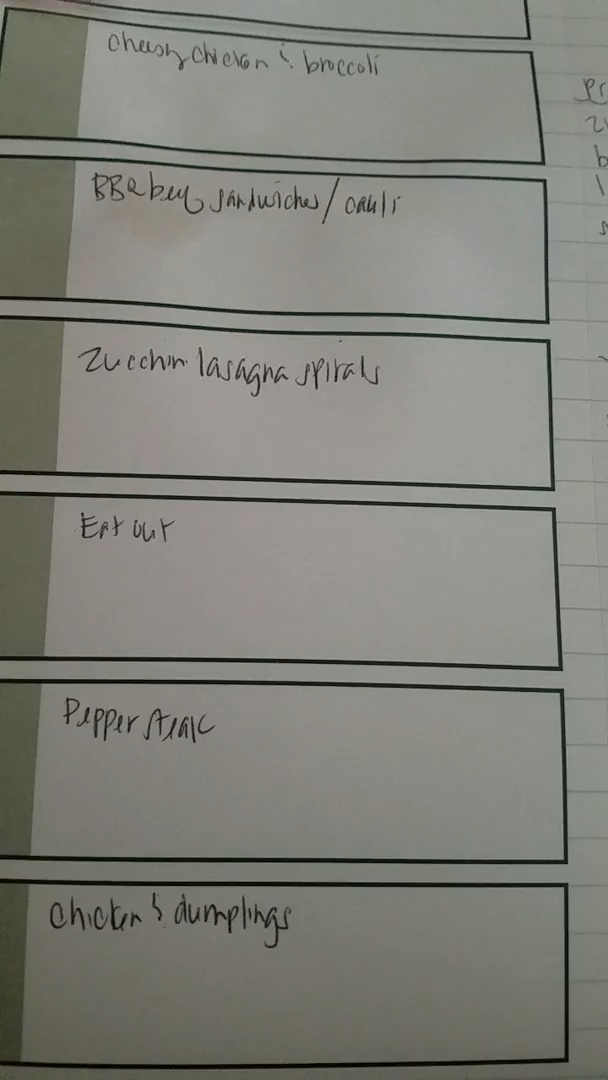 cheesy chicken & broccoli
BBQ beef sandwiches / cauli
zucchini lasagna spirals
Eat out
Pepper steak
chicken & dumplings